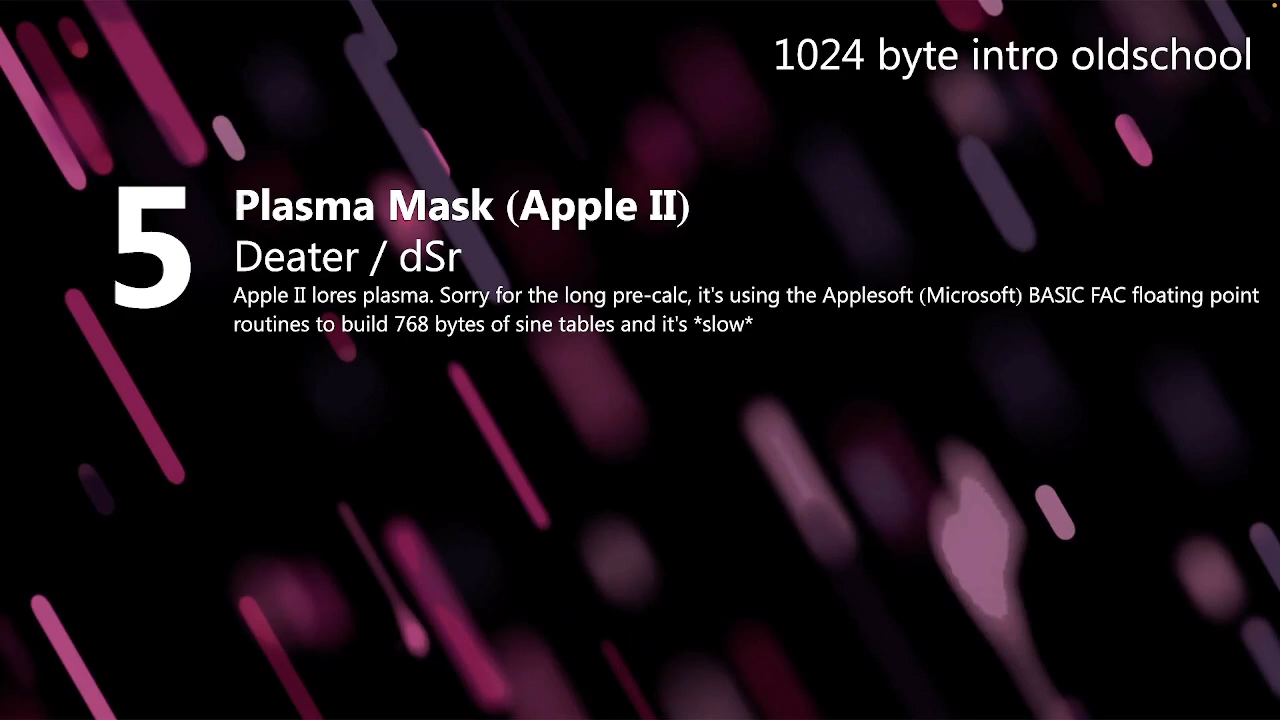 1024 byte intro oldschool
5
Plasma Mask (Apple II)
Deater / dSr
Apple II lores plasma. Sorry for the long pre-calc, it's using the Applesoft (Microsoft) BASIC FAC floating point
routines to build 768 bytes of sine tables and it's *slow*